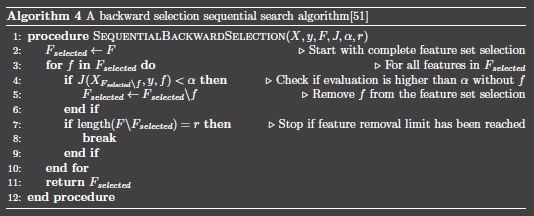 Algorithm 4 A backward selection sequential search algorithm[51]
1: procedure SEQUENTIALBACKWARDSELECTION(X, y, F, J, α, r)
2: F_selected ← F ▷ Start with complete feature set selection
3: for f in F_selected do ▷ For all features in F_selected
4: if J(X_{F_selected\f}, y, f) < α then ▷ Check if evaluation is higher than α without f
5: F_selected ← F_selected\f ▷ Remove f from the feature set selection
6: end if
7: if length(F\F_selected) = r then ▷ Stop if feature removal limit has been reached
8: break
9: end if
10: end for
11: return F_selected
12: end procedure